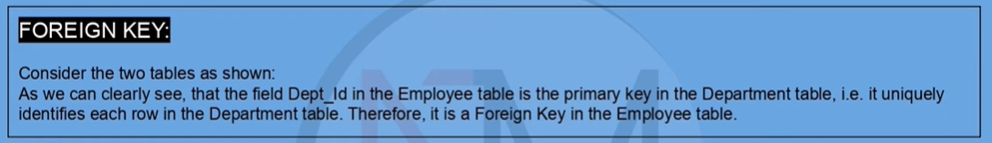 FOREIGN KEY:
Consider the two tables as shown:
As we can clearly see, that the field Dept_Id in the Employee table is the primary key in the Department table, i.e. it uniquely
identifies each row in the Department table. Therefore, it is a Foreign Key in the Employee table.